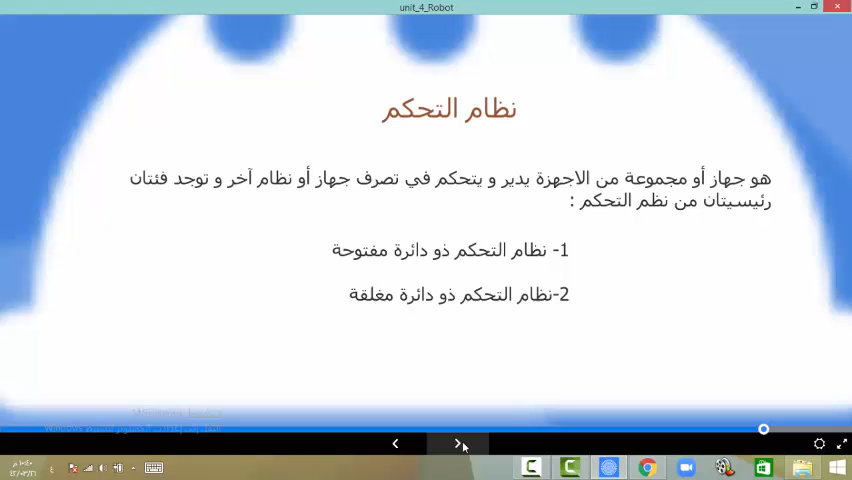 unit_4_Robot
نظام التحكم
هو جهاز أو مجموعة من الاجهزة يدير و يتحكم في تصرف جهاز أو نظام آخر و توجد فئتان
رئيسيتان من نظم التحكم :
1- نظام التحكم ذو دائرة مفتوحة
2-نظام التحكم ذو دائرة مغلقة